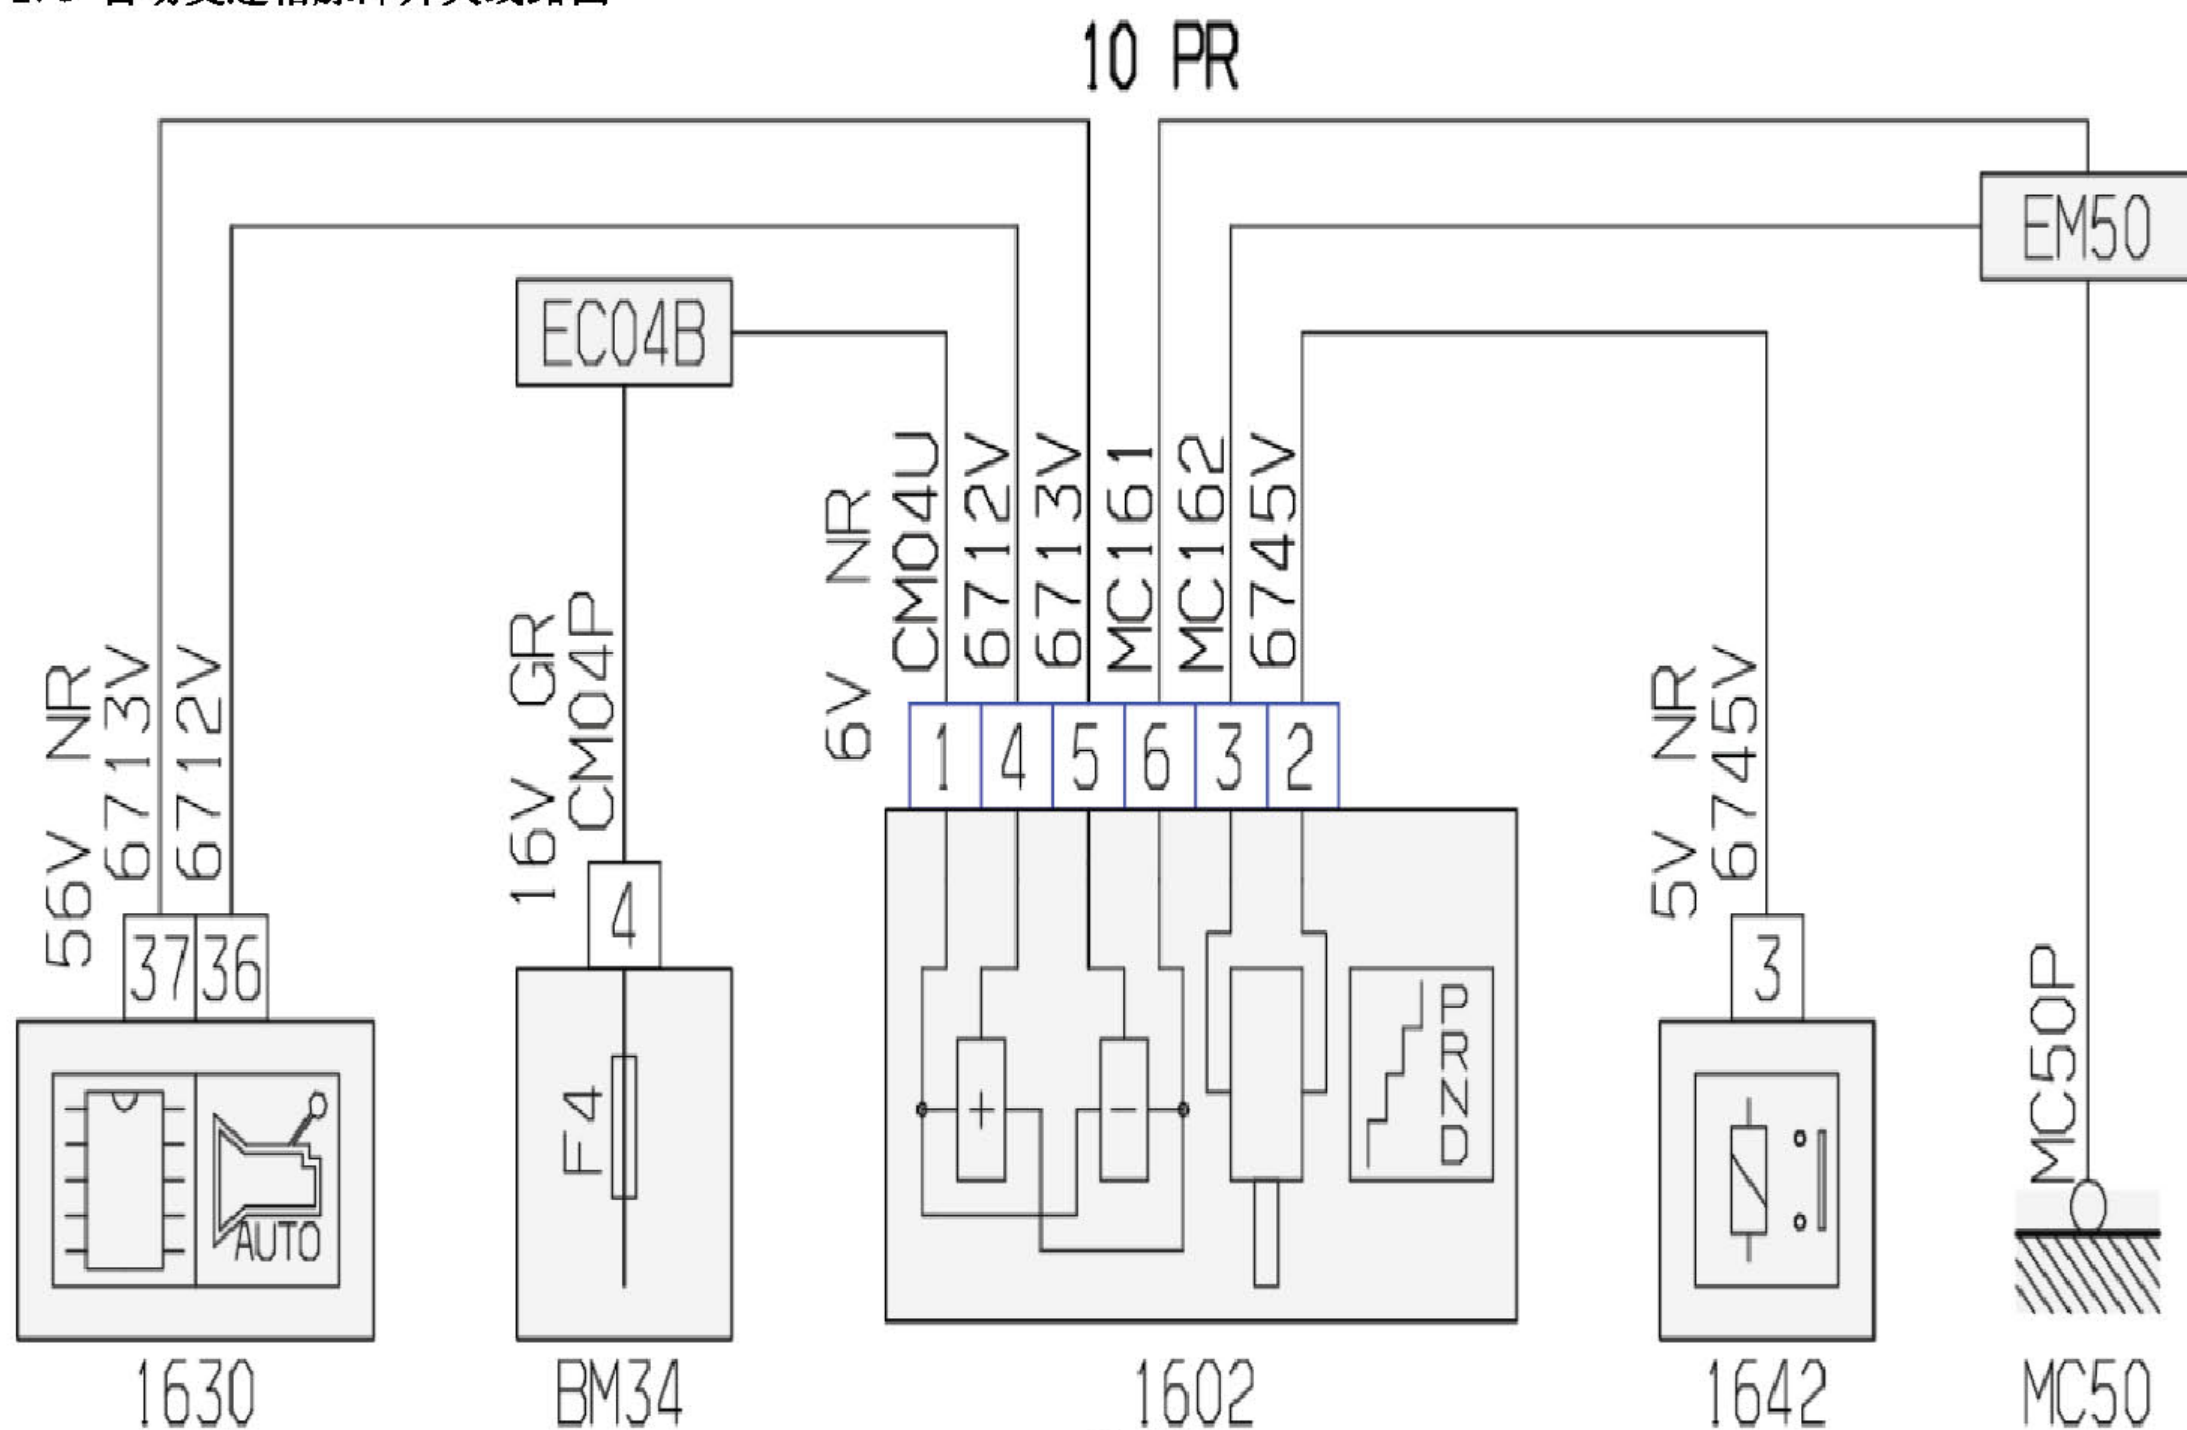 10 PR
EM50
EC04B
56V NR
6713V
6712V
16V GR
CM04P
6V NR
CM04U
6712V
6713V
MC161
MC162
6745V
5V NR
6745V
MC50P
1 4 5 6 3 2
37 36
4
3
F4
+
−
P
R
N
D
AUTO
1630
BM34
1602
1642
MC50